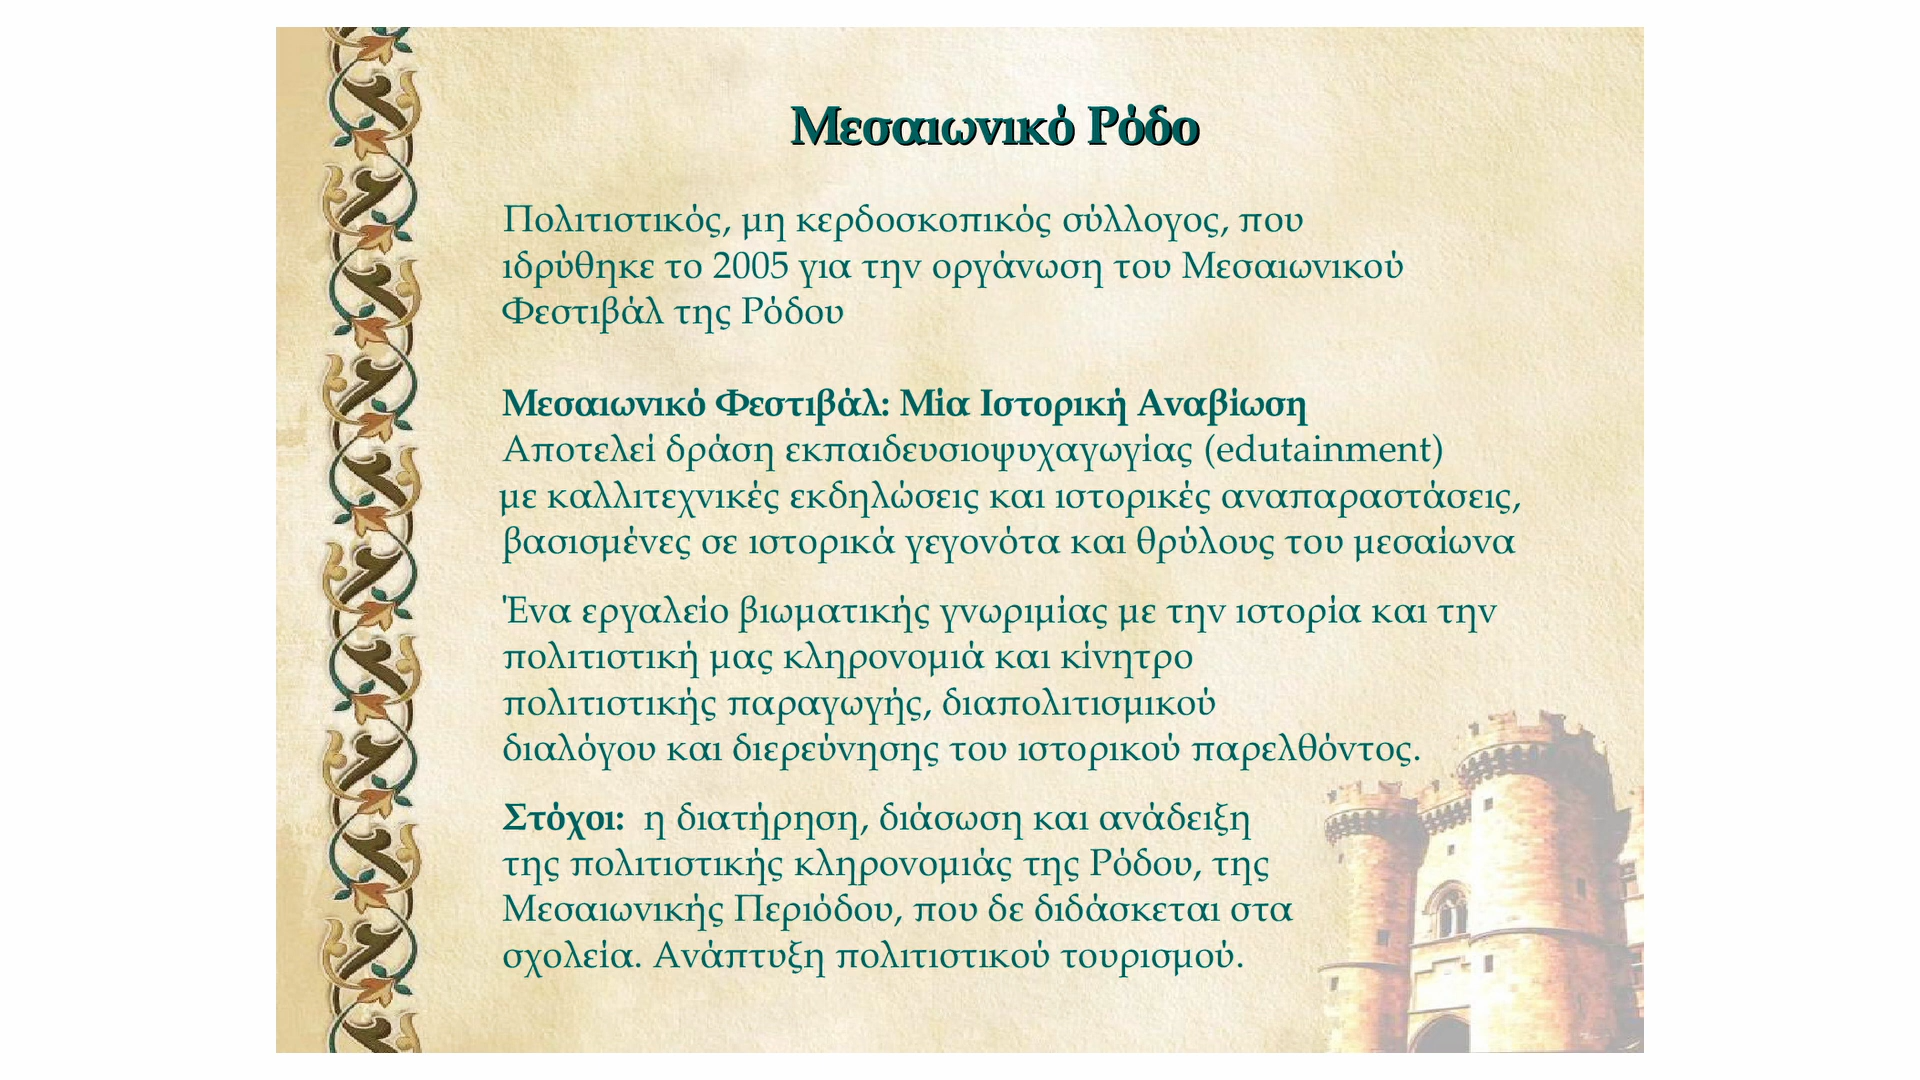 Μεσαιωνικό Ρόδο
Πολιτιστικός, μη κερδοσκοπικός σύλλογος, που
ιδρύθηκε το 2005 για την οργάνωση του Μεσαιωνικού
Φεστιβάλ της Ρόδου
Μεσαιωνικό Φεστιβάλ: Μία Ιστορική Αναβίωση
Αποτελεί δράση εκπαιδευσιοψυχαγωγίας (edutainment)
με καλλιτεχνικές εκδηλώσεις και ιστορικές αναπαραστάσεις,
βασισμένες σε ιστορικά γεγονότα και θρύλους του μεσαίωνα
Ένα εργαλείο βιωματικής γνωριμίας με την ιστορία και την
πολιτιστική μας κληρονομιά και κίνητρο
πολιτιστικής παραγωγής, διαπολιτισμικού
διαλόγου και διερεύνησης του ιστορικού παρελθόντος.
Στόχοι: η διατήρηση, διάσωση και ανάδειξη
της πολιτιστικής κληρονομιάς της Ρόδου, της
Μεσαιωνικής Περιόδου, που δε διδάσκεται στα
σχολεία. Ανάπτυξη πολιτιστικού τουρισμού.